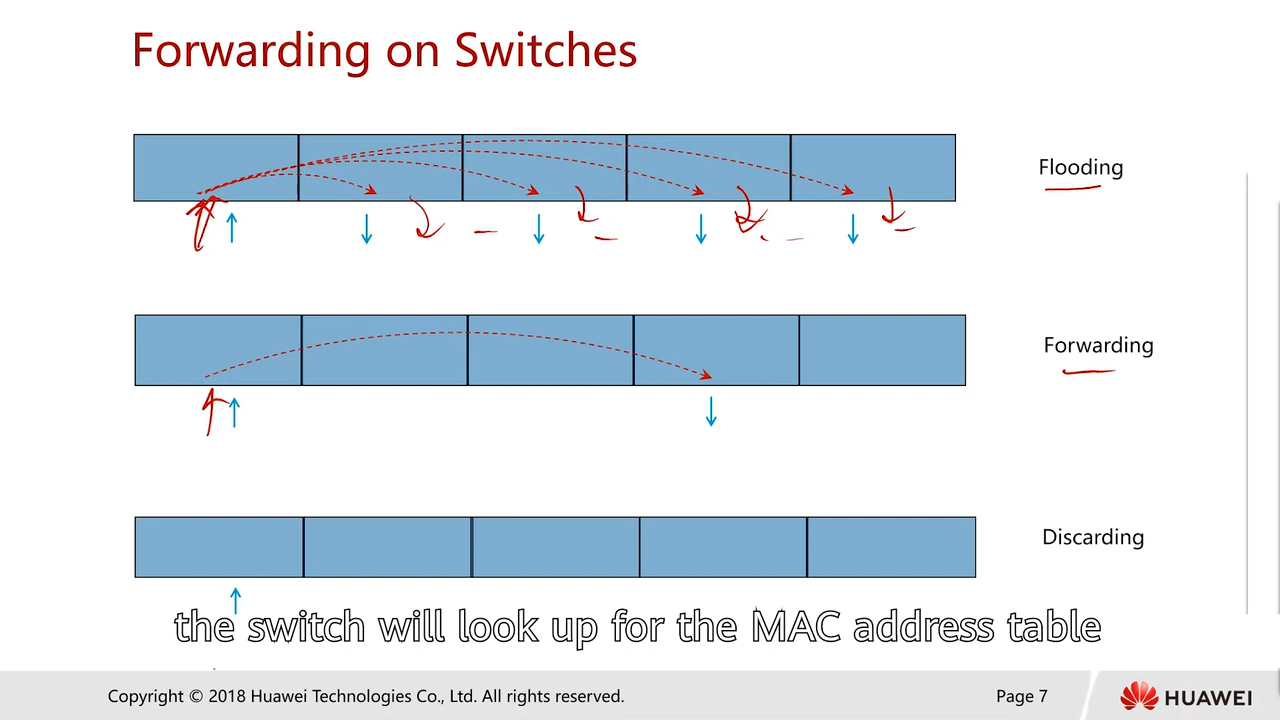 Forwarding on Switches
Flooding
Forwarding
Discarding
the switch will look up for the MAC address table
Copyright © 2018 Huawei Technologies Co., Ltd. All rights reserved.
Page 7
HUAWEI